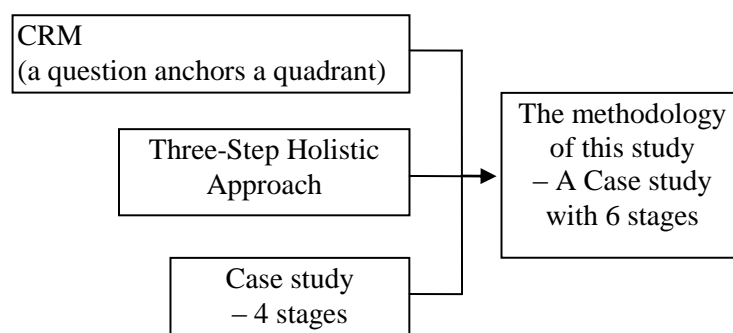 CRM
(a question anchors a quadrant)
Three-Step Holistic
Approach
Case study
– 4 stages
The methodology
of this study
– A Case study
with 6 stages